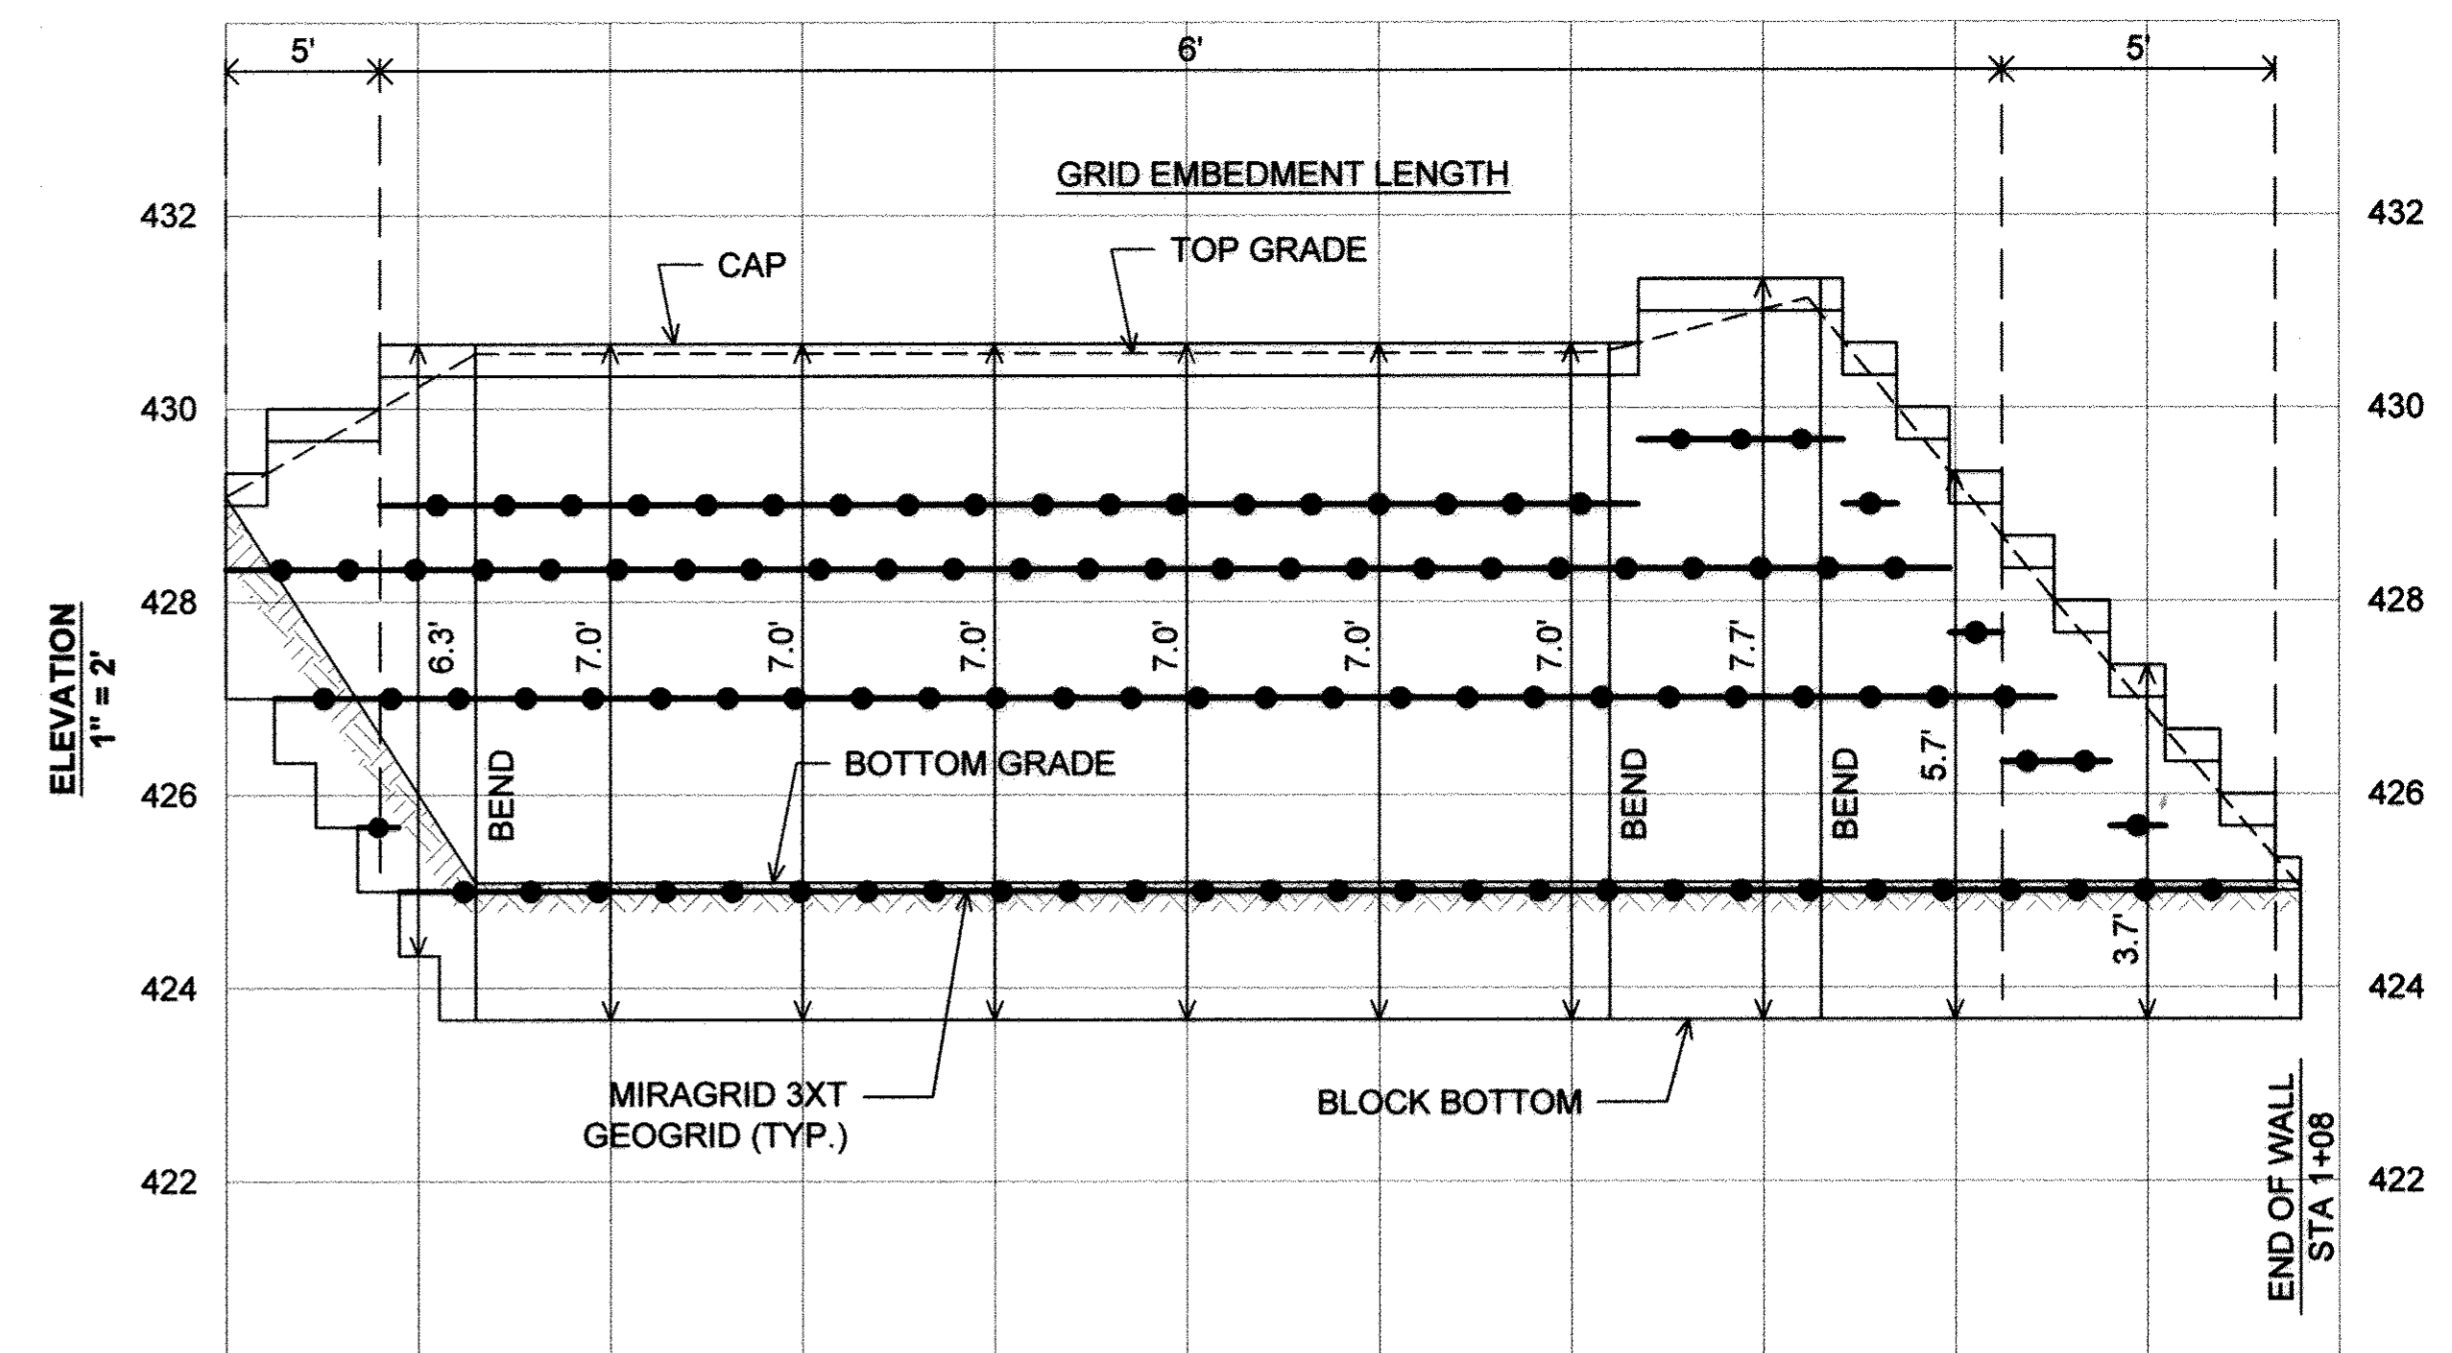 5'
6'
5'
GRID EMBEDMENT LENGTH
432
432
CAP
TOP GRADE
430
430
428
428
ELEVATION
1" = 2'
6.3'
7.0'
7.0'
7.0'
7.0'
7.0'
7.0'
7.7'
5.7'
BEND
BOTTOM GRADE
BEND
BEND
426
426
3.7'
424
424
MIRAGRID 3XT
GEOGRID (TYP.)
BLOCK BOTTOM
422
422
END OF WALL
STA 1+08